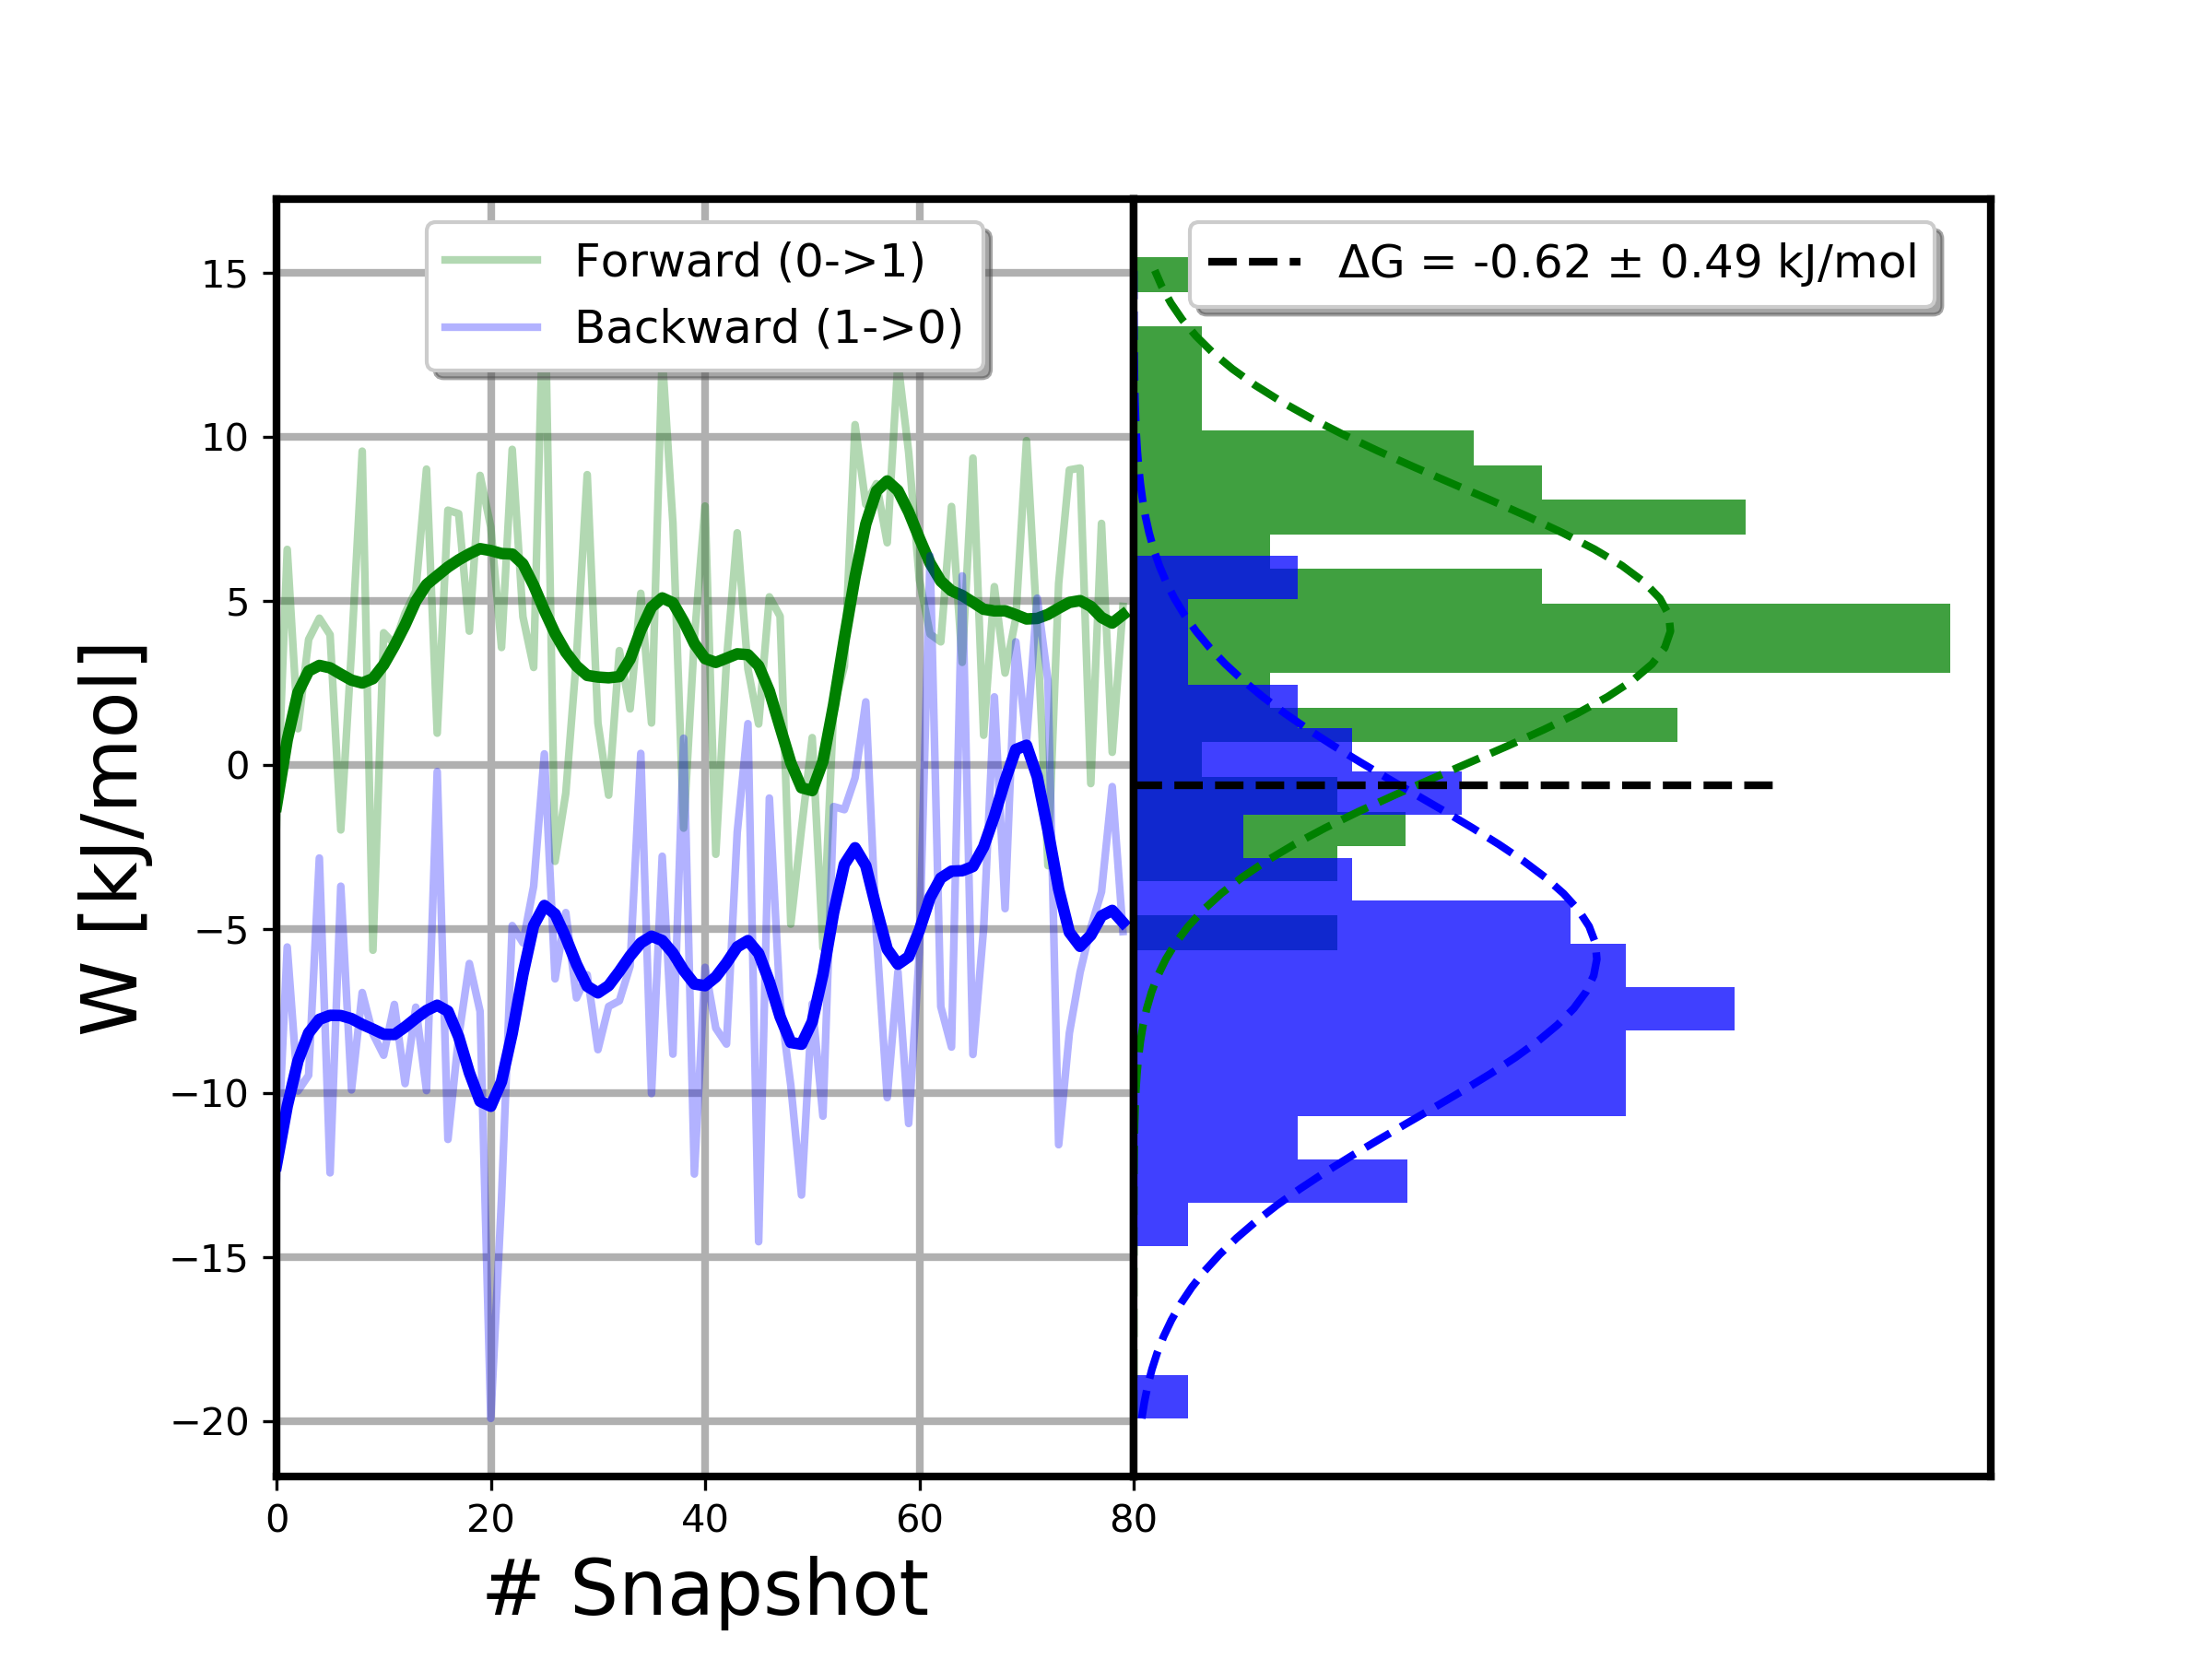 Forward (0->1)
Backward (1->0)
ΔG = -0.62 ± 0.49 kJ/mol
W [kJ/mol]
15
10
5
0
−5
−10
−15
−20
0 20 40 60 80
# Snapshot